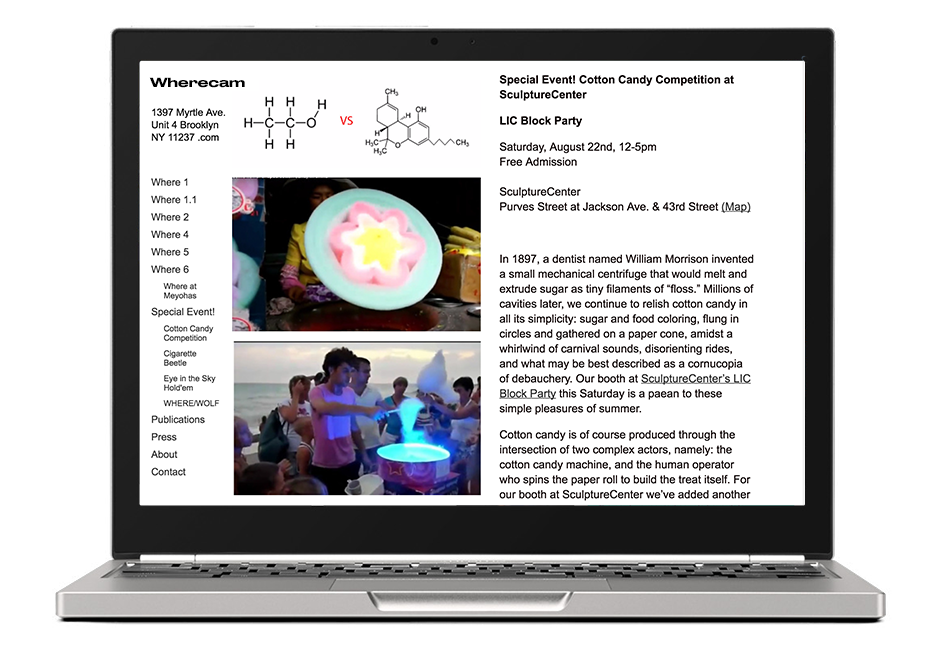 Wherecam
1397 Myrtle Ave.
Unit 4 Brooklyn
NY 11237 .com
Where 1
Where 1.1
Where 2
Where 4
Where 5
Where 6
Where at
Meyohas
Special Event!
Cotton Candy
Competition
Cigarette
Beetle
Eye in the Sky
Hold'em
WHERE/WOLF
Publications
Press
About
Contact
H H H
H C C O
H H
VS
CH₃
OH
H
H
H₃C
H₃C O CH₃
Special Event! Cotton Candy Competition at
SculptureCenter
LIC Block Party
Saturday, August 22nd, 12-5pm
Free Admission
SculptureCenter
Purves Street at Jackson Ave. & 43rd Street (Map)
In 1897, a dentist named William Morrison invented
a small mechanical centrifuge that would melt and
extrude sugar as tiny filaments of “floss.” Millions of
cavities later, we continue to relish cotton candy in
all its simplicity: sugar and food coloring, flung in
circles and gathered on a paper cone, amidst a
whirlwind of carnival sounds, disorienting rides,
and what may be best described as a cornucopia
of debauchery. Our booth at SculptureCenter’s LIC
Block Party this Saturday is a paean to these
simple pleasures of summer.
Cotton candy is of course produced through the
intersection of two complex actors, namely: the
cotton candy machine, and the human operator
who spins the paper roll to build the treat itself. For
our booth at SculptureCenter we’ve added another